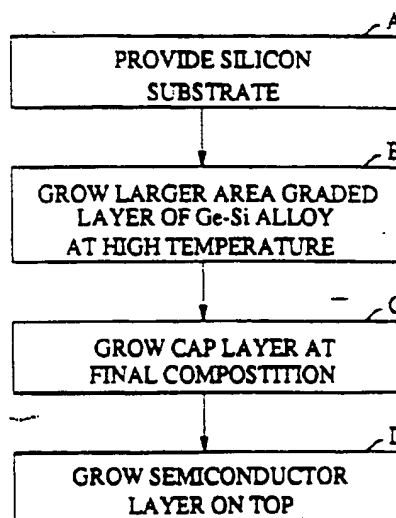 A
PROVIDE SILICON
SUBSTRATE
GROW LARGER AREA GRADED
LAYER OF Ge-Si ALLOY
AT HIGH TEMPERATURE
C
GROW CAP LAYER AT
FINAL COMPOSTITION
GROW SEMICONDUCTOR
LAYER ON TOP